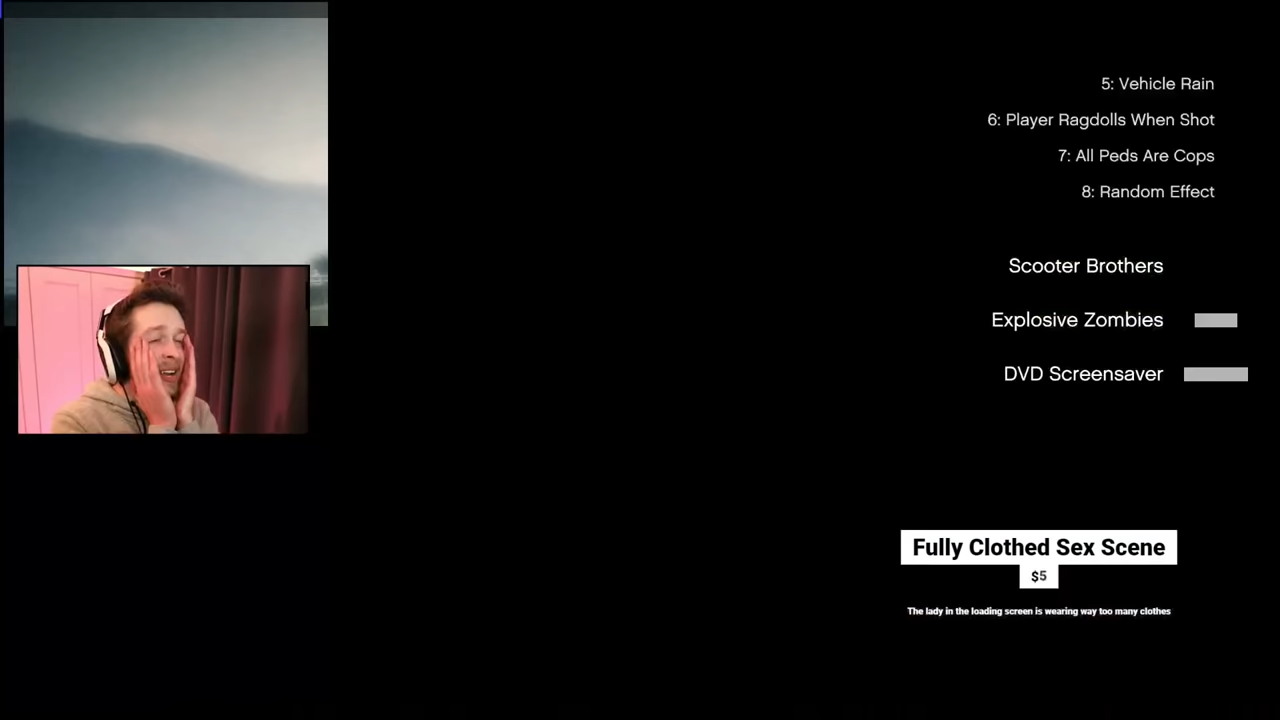 5: Vehicle Rain
6: Player Ragdolls When Shot
7: All Peds Are Cops
8: Random Effect
Scooter Brothers
Explosive Zombies
DVD Screensaver
Fully Clothed Sex Scene
$5
The lady in the loading screen is wearing way too many clothes